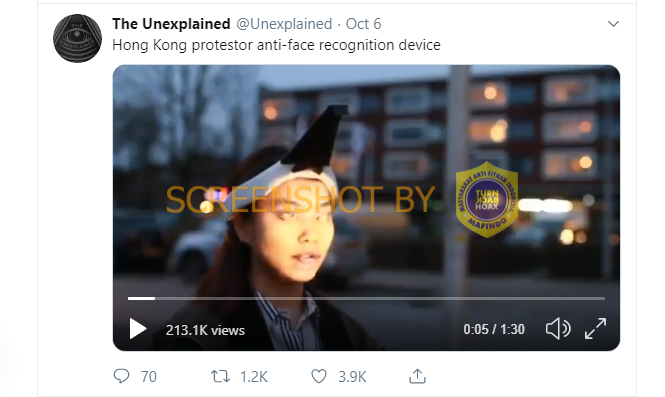 The Unexplained @Unexplained · Oct 6
Hong Kong protestor anti-face recognition device
SCREENSHOT BY
MASYARAKAT ANTI FITNAH INDONESIA
TURN
BACK
HOAX
MAFINDO
213.1K views
0:05 / 1:30
70
1.2K
3.9K